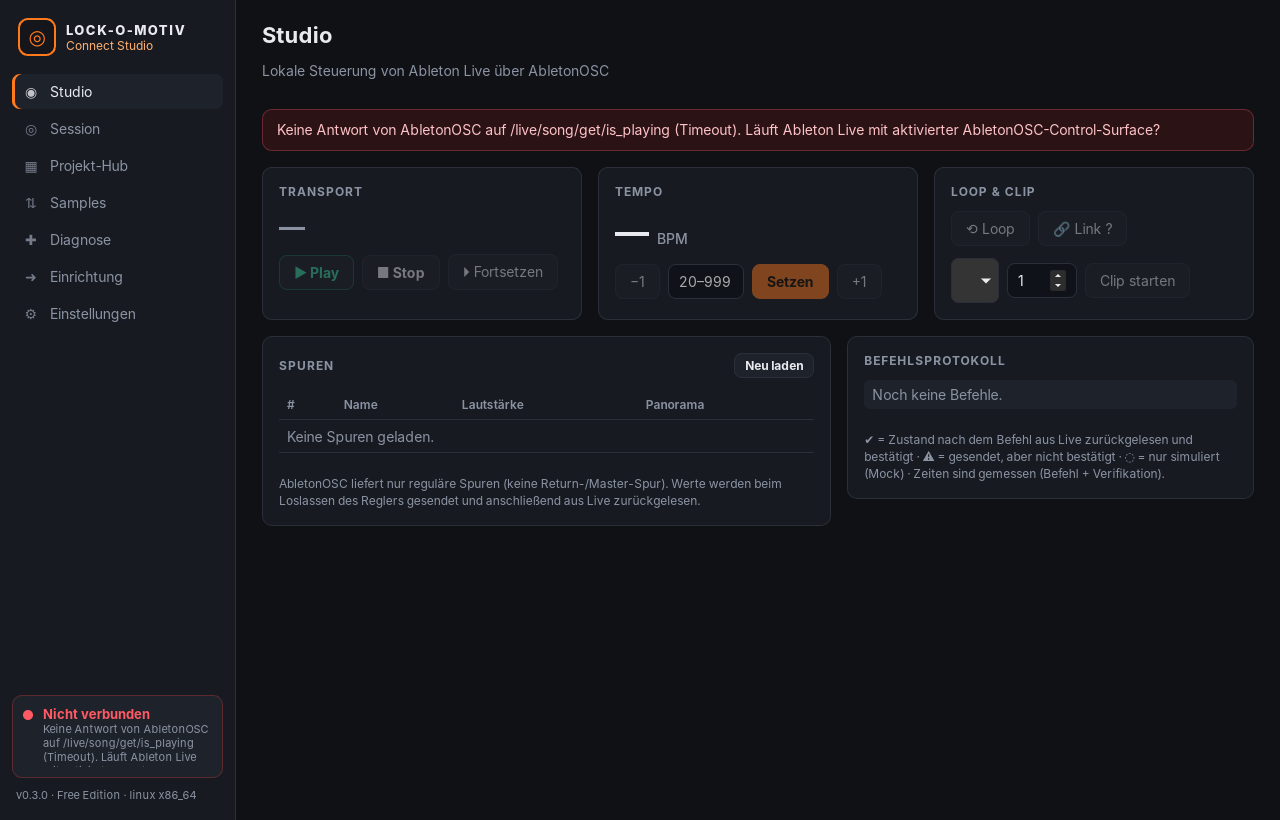 LOCK-O-MOTIV
Connect Studio
Studio
Session
Projekt-Hub
Samples
Diagnose
Einrichtung
Einstellungen
Nicht verbunden
Keine Antwort von AbletonOSC
auf /live/song/get/is_playing
(Timeout). Läuft Ableton Live
v0.3.0 · Free Edition · linux x86_64
Studio
Lokale Steuerung von Ableton Live über AbletonOSC
Keine Antwort von AbletonOSC auf /live/song/get/is_playing (Timeout). Läuft Ableton Live mit aktivierter AbletonOSC-Control-Surface?
TRANSPORT
—
▶ Play ■ Stop ⏵ Fortsetzen
TEMPO
— BPM
−1 20–999 Setzen +1
LOOP & CLIP
⟲ Loop 🔗 Link ?
1 Clip starten
SPUREN Neu laden
# Name Lautstärke Panorama
Keine Spuren geladen.
AbletonOSC liefert nur reguläre Spuren (keine Return-/Master-Spur). Werte werden beim
Loslassen des Reglers gesendet und anschließend aus Live zurückgelesen.
BEFEHLSPROTOKOLL
Noch keine Befehle.
✔ = Zustand nach dem Befehl aus Live zurückgelesen und
bestätigt · ⚠ = gesendet, aber nicht bestätigt · ◌ = nur simuliert
(Mock) · Zeiten sind gemessen (Befehl + Verifikation).